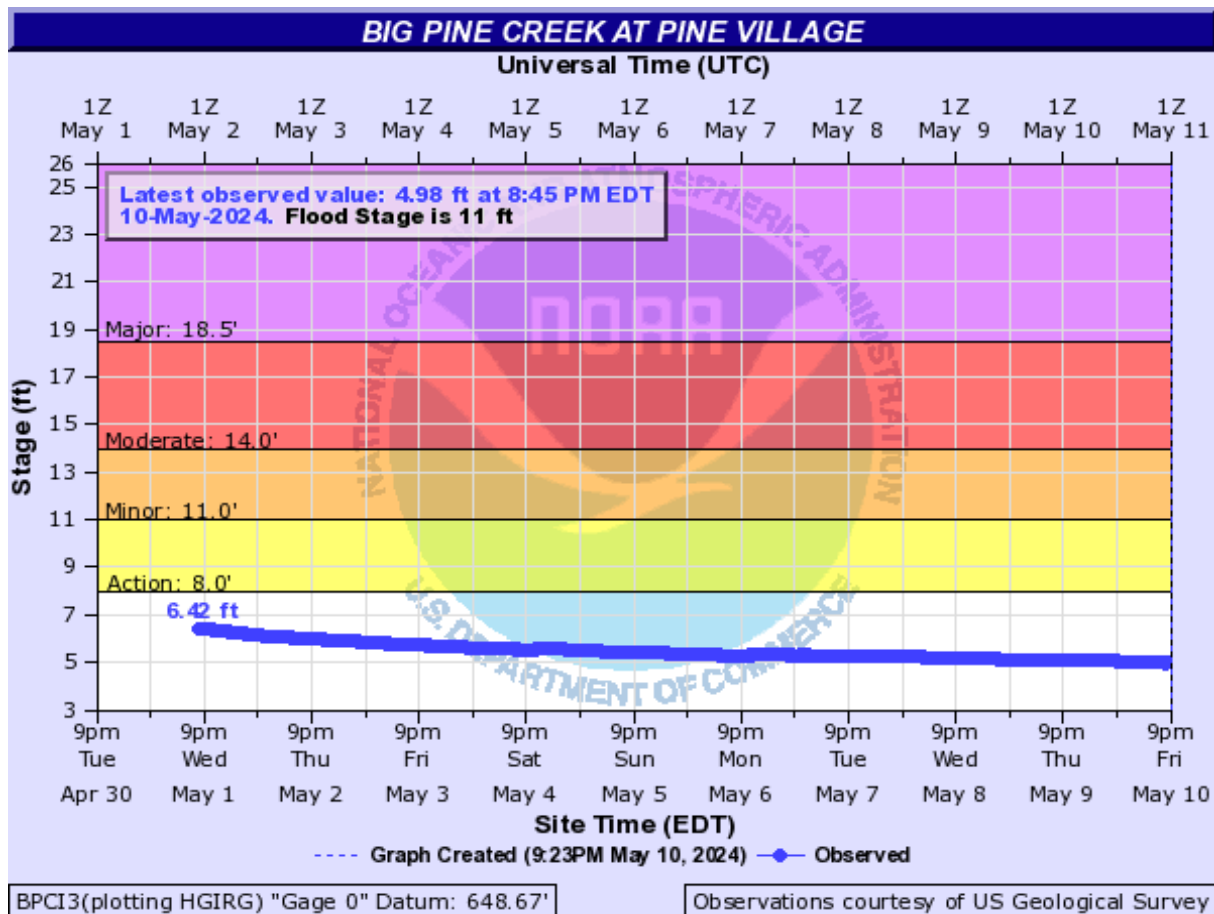 BIG PINE CREEK AT PINE VILLAGE
Universal Time (UTC)
1Z 1Z 1Z 1Z 1Z 1Z 1Z 1Z 1Z 1Z 1Z
May 1 May 2 May 3 May 4 May 5 May 6 May 7 May 8 May 9 May 10 May 11
26
25
23
21
19
17
15
13
11
9
7
5
3
Stage (ft)
Latest observed value: 4.98 ft at 8:45 PM EDT
10-May-2024. Flood Stage is 11 ft
NATIONAL OCEANIC AND ATMOSPHERIC ADMINISTRATION
NOAA
U.S. DEPARTMENT OF COMMERCE
Major: 18.5'
Moderate: 14.0'
Minor: 11.0'
Action: 8.0'
6.42 ft
9pm 9pm 9pm 9pm 9pm 9pm 9pm 9pm 9pm 9pm 9pm
Tue Wed Thu Fri Sat Sun Mon Tue Wed Thu Fri
Apr 30 May 1 May 2 May 3 May 4 May 5 May 6 May 7 May 8 May 9 May 10
Site Time (EDT)
Graph Created (9:23PM May 10, 2024) Observed
BPCI3(plotting HGIRG) "Gage 0" Datum: 648.67'
Observations courtesy of US Geological Survey